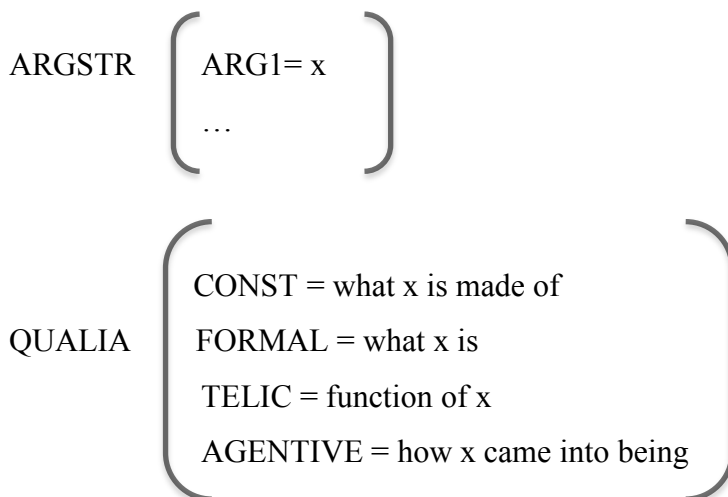 ARGSTR ARG1= x
…
CONST = what x is made of
QUALIA FORMAL = what x is
TELIC = function of x
AGENTIVE = how x came into being